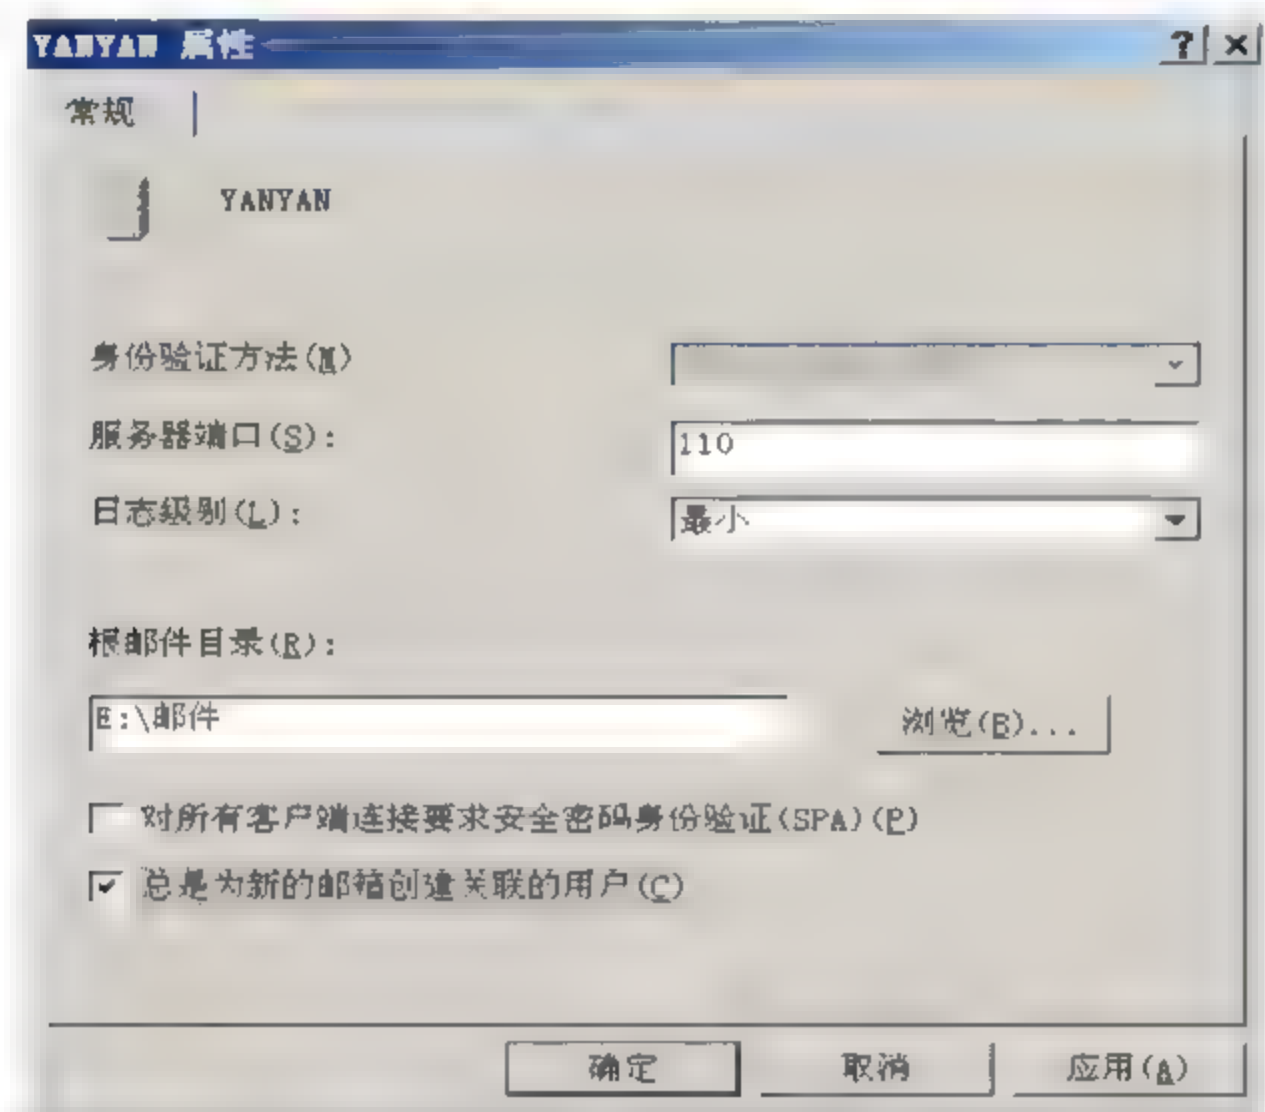 YANYAN 属性
常规
YANYAN
身份验证方法(M)
服务器端口(S):
110
日志级别(L):
最小
根邮件目录(R):
E:\邮件
浏览(B)...
对所有客户端连接要求安全密码身份验证(SPA)(P)
总是为新的邮箱创建关联的用户(C)
确定
取消
应用(A)